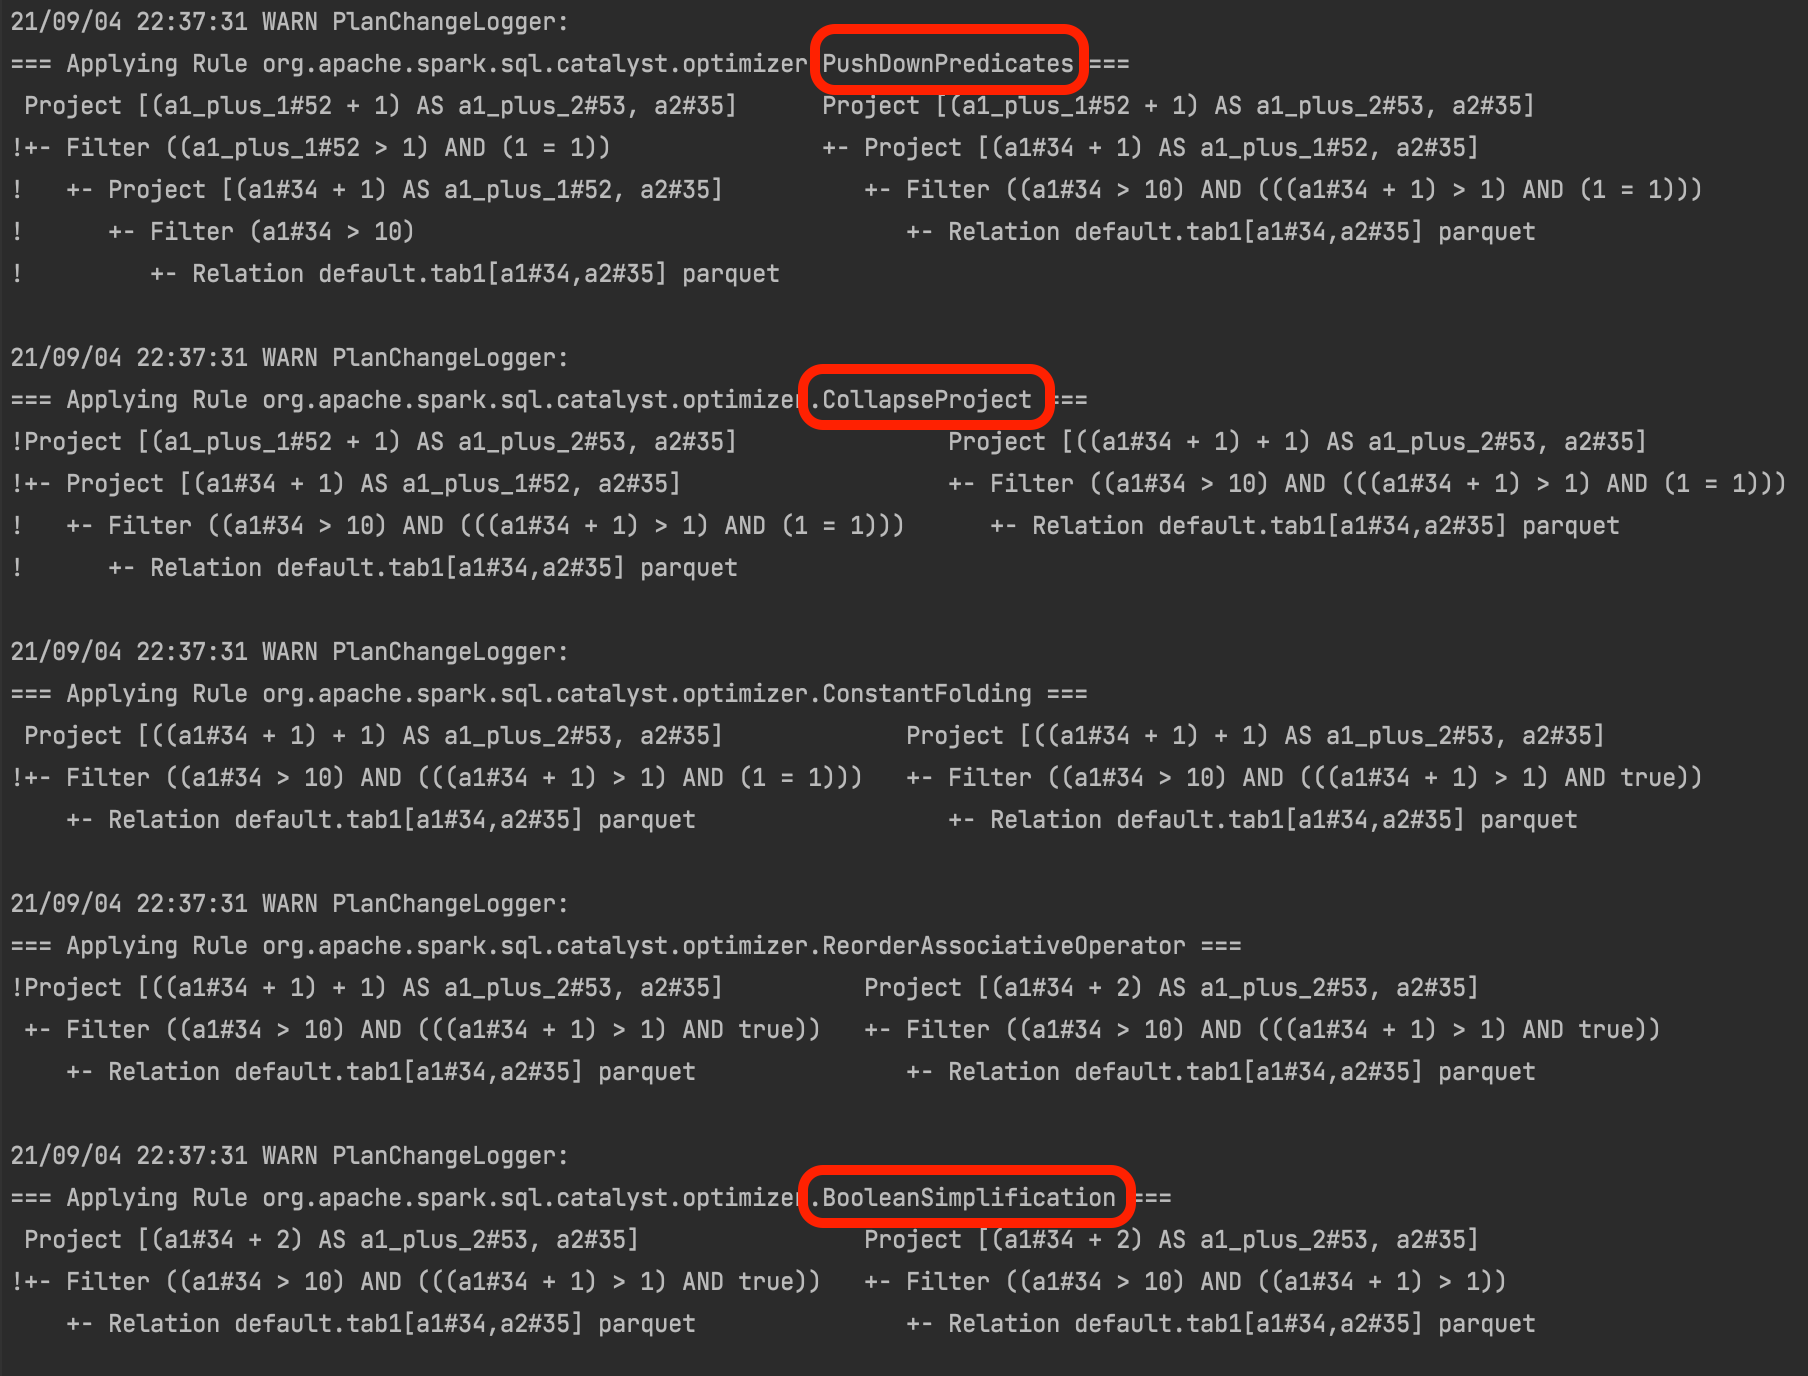 21/09/04 22:37:31 WARN PlanChangeLogger:
=== Applying Rule org.apache.spark.sql.catalyst.optimizer.PushDownPredicates ===
 Project [(a1_plus_1#52 + 1) AS a1_plus_2#53, a2#35]      Project [(a1_plus_1#52 + 1) AS a1_plus_2#53, a2#35]
!+- Filter ((a1_plus_1#52 > 1) AND (1 = 1))               +- Project [(a1#34 + 1) AS a1_plus_1#52, a2#35]
!   +- Project [(a1#34 + 1) AS a1_plus_1#52, a2#35]          +- Filter ((a1#34 > 10) AND (((a1#34 + 1) > 1) AND (1 = 1)))
!      +- Filter (a1#34 > 10)                                   +- Relation default.tab1[a1#34,a2#35] parquet
!         +- Relation default.tab1[a1#34,a2#35] parquet

21/09/04 22:37:31 WARN PlanChangeLogger:
=== Applying Rule org.apache.spark.sql.catalyst.optimizer.CollapseProject ===
!Project [(a1_plus_1#52 + 1) AS a1_plus_2#53, a2#35]               Project [((a1#34 + 1) + 1) AS a1_plus_2#53, a2#35]
!+- Project [(a1#34 + 1) AS a1_plus_1#52, a2#35]                   +- Filter ((a1#34 > 10) AND (((a1#34 + 1) > 1) AND (1 = 1)))
!   +- Filter ((a1#34 > 10) AND (((a1#34 + 1) > 1) AND (1 = 1)))      +- Relation default.tab1[a1#34,a2#35] parquet
!      +- Relation default.tab1[a1#34,a2#35] parquet

21/09/04 22:37:31 WARN PlanChangeLogger:
=== Applying Rule org.apache.spark.sql.catalyst.optimizer.ConstantFolding ===
 Project [((a1#34 + 1) + 1) AS a1_plus_2#53, a2#35]             Project [((a1#34 + 1) + 1) AS a1_plus_2#53, a2#35]
!+- Filter ((a1#34 > 10) AND (((a1#34 + 1) > 1) AND (1 = 1)))   +- Filter ((a1#34 > 10) AND (((a1#34 + 1) > 1) AND true))
    +- Relation default.tab1[a1#34,a2#35] parquet                  +- Relation default.tab1[a1#34,a2#35] parquet

21/09/04 22:37:31 WARN PlanChangeLogger:
=== Applying Rule org.apache.spark.sql.catalyst.optimizer.ReorderAssociativeOperator ===
!Project [((a1#34 + 1) + 1) AS a1_plus_2#53, a2#35]          Project [(a1#34 + 2) AS a1_plus_2#53, a2#35]
 +- Filter ((a1#34 > 10) AND (((a1#34 + 1) > 1) AND true))   +- Filter ((a1#34 > 10) AND (((a1#34 + 1) > 1) AND true))
    +- Relation default.tab1[a1#34,a2#35] parquet               +- Relation default.tab1[a1#34,a2#35] parquet

21/09/04 22:37:31 WARN PlanChangeLogger:
=== Applying Rule org.apache.spark.sql.catalyst.optimizer.BooleanSimplification ===
 Project [(a1#34 + 2) AS a1_plus_2#53, a2#35]                Project [(a1#34 + 2) AS a1_plus_2#53, a2#35]
!+- Filter ((a1#34 > 10) AND (((a1#34 + 1) > 1) AND true))   +- Filter ((a1#34 > 10) AND ((a1#34 + 1) > 1))
    +- Relation default.tab1[a1#34,a2#35] parquet               +- Relation default.tab1[a1#34,a2#35] parquet